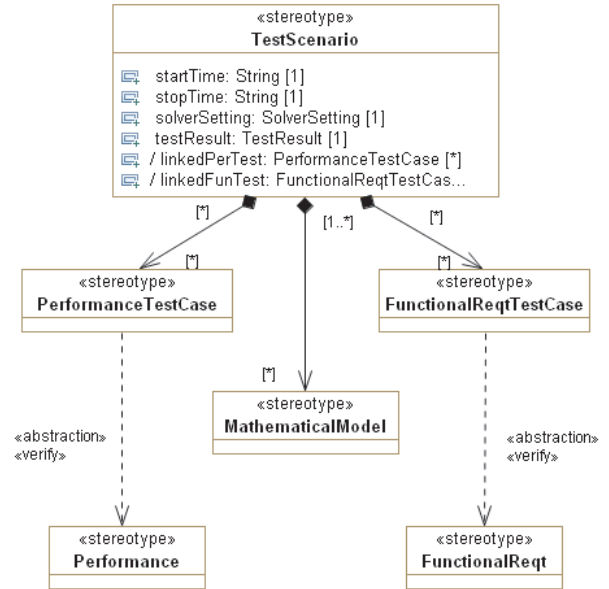 «stereotype»
TestScenario
startTime: String [1]
stopTime: String [1]
solverSetting: SolverSetting [1]
testResult: TestResult [1]
/ linkedPerTest: PerformanceTestCase [*]
/ linkedFunTest: FunctionalReqtTestCas...
[*]
[1..*]
[*]
[*]
[*]
«stereotype»
PerformanceTestCase
«stereotype»
FunctionalReqtTestCase
[*]
«stereotype»
MathematicalModel
«abstraction»
«verify»
«abstraction»
«verify»
«stereotype»
Performance
«stereotype»
FunctionalReqt